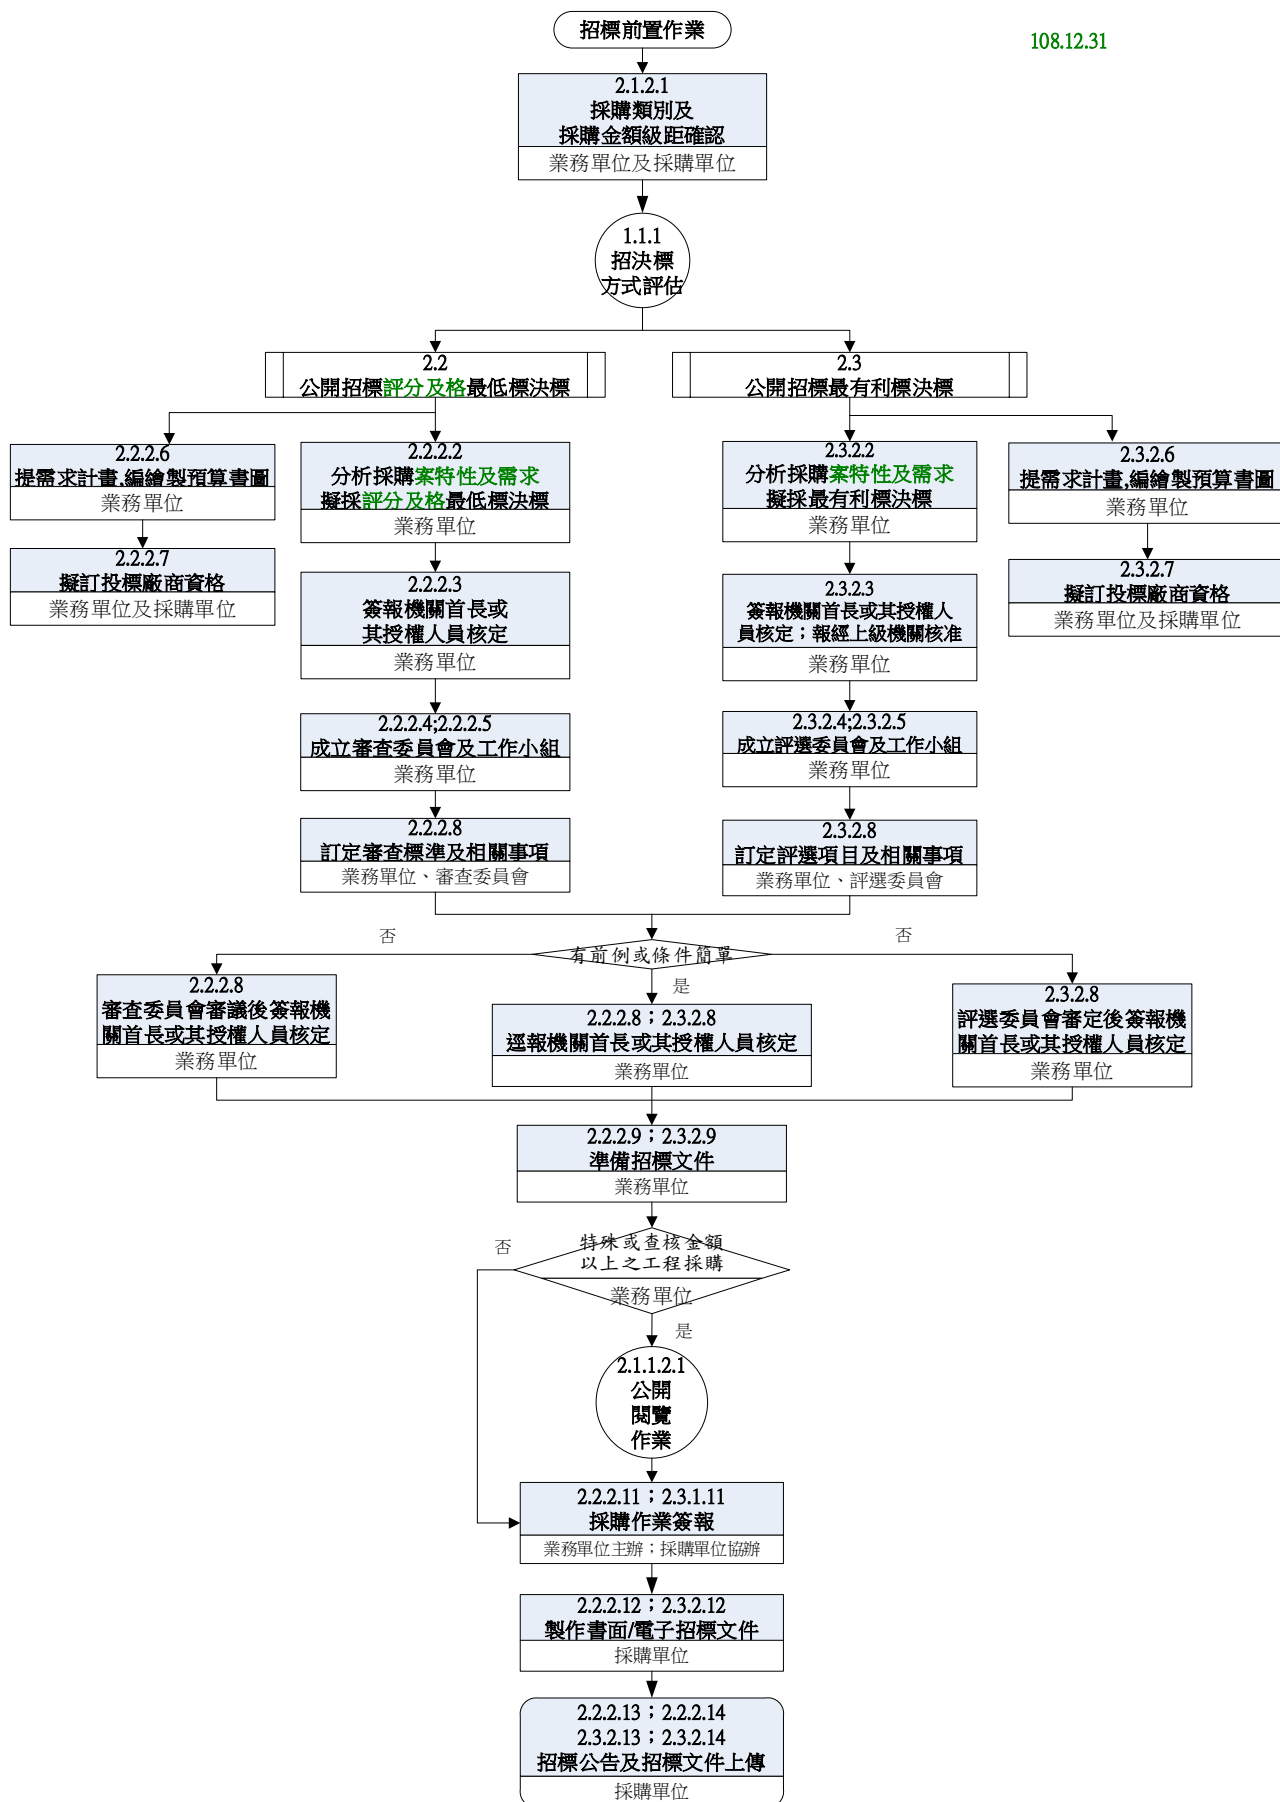 招標前置作業
108.12.31
2.1.2.1
採購類別及
採購金額級距確認
業務單位及採購單位
1.1.1
招決標
方式評估
2.2
公開招標評分及格最低標決標
2.3
公開招標最有利標決標
2.2.2.6
提需求計畫,編繪製預算書圖
業務單位
2.2.2.7
擬訂投標廠商資格
業務單位及採購單位
2.2.2.2
分析採購案特性及需求
擬採評分及格最低標決標
業務單位
2.2.2.3
簽報機關首長或
其授權人員核定
業務單位
2.2.2.4;2.2.2.5
成立審查委員會及工作小組
業務單位
2.2.2.8
訂定審查標準及相關事項
業務單位、審查委員會
2.3.2.2
分析採購案特性及需求
擬採最有利標決標
業務單位
2.3.2.3
簽報機關首長或其授權人
員核定；報經上級機關核准
業務單位
2.3.2.4;2.3.2.5
成立評選委員會及工作小組
業務單位
2.3.2.8
訂定評選項目及相關事項
業務單位、評選委員會
2.3.2.6
提需求計畫,編繪製預算書圖
業務單位
2.3.2.7
擬訂投標廠商資格
業務單位及採購單位
有前例或條件簡單
否
是
否
2.2.2.8
審查委員會審議後簽報機
關首長或其授權人員核定
業務單位
2.2.2.8；2.3.2.8
逕報機關首長或其授權人員核定
業務單位
2.3.2.8
評選委員會審定後簽報機
關首長或其授權人員核定
業務單位
2.2.2.9；2.3.2.9
準備招標文件
業務單位
特殊或查核金額
以上之工程採購
業務單位
否
是
2.1.1.2.1
公開
閱覽
作業
2.2.2.11；2.3.1.11
採購作業簽報
業務單位主辦；採購單位協辦
2.2.2.12；2.3.2.12
製作書面/電子招標文件
採購單位
2.2.2.13；2.2.2.14
2.3.2.13；2.3.2.14
招標公告及招標文件上傳
採購單位